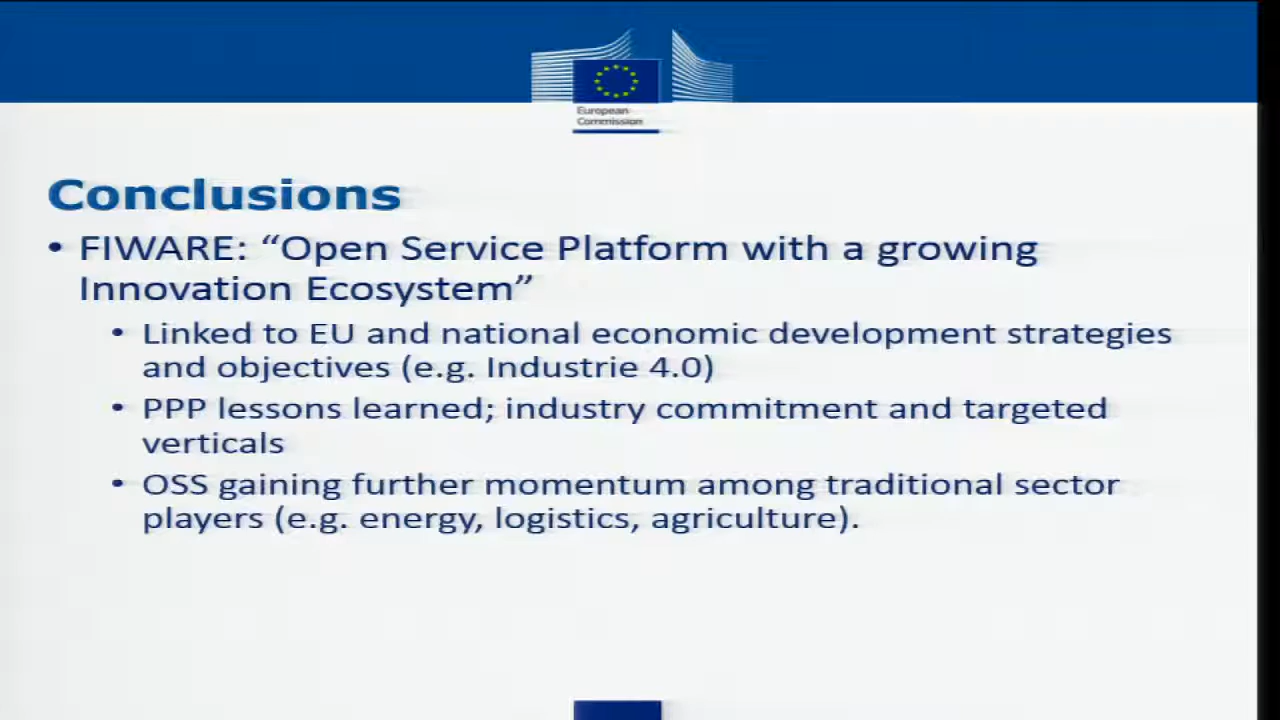 European
Commission
Conclusions
• FIWARE: “Open Service Platform with a growing
Innovation Ecosystem”
• Linked to EU and national economic development strategies
and objectives (e.g. Industrie 4.0)
• PPP lessons learned; industry commitment and targeted
verticals
• OSS gaining further momentum among traditional sector
players (e.g. energy, logistics, agriculture).